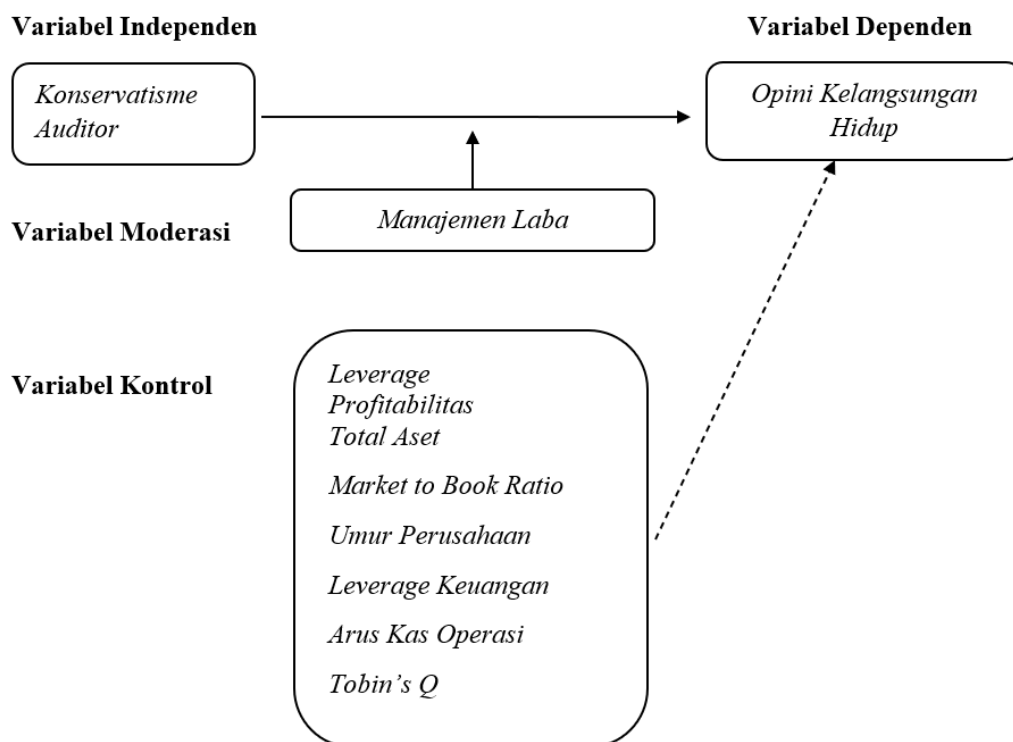 Variabel Independen
Variabel Dependen
Konservatisme
Auditor
Opini Kelangsungan
Hidup
Manajemen Laba
Variabel Moderasi
Variabel Kontrol
Leverage
Profitabilitas
Total Aset
Market to Book Ratio
Umur Perusahaan
Leverage Keuangan
Arus Kas Operasi
Tobin’s Q